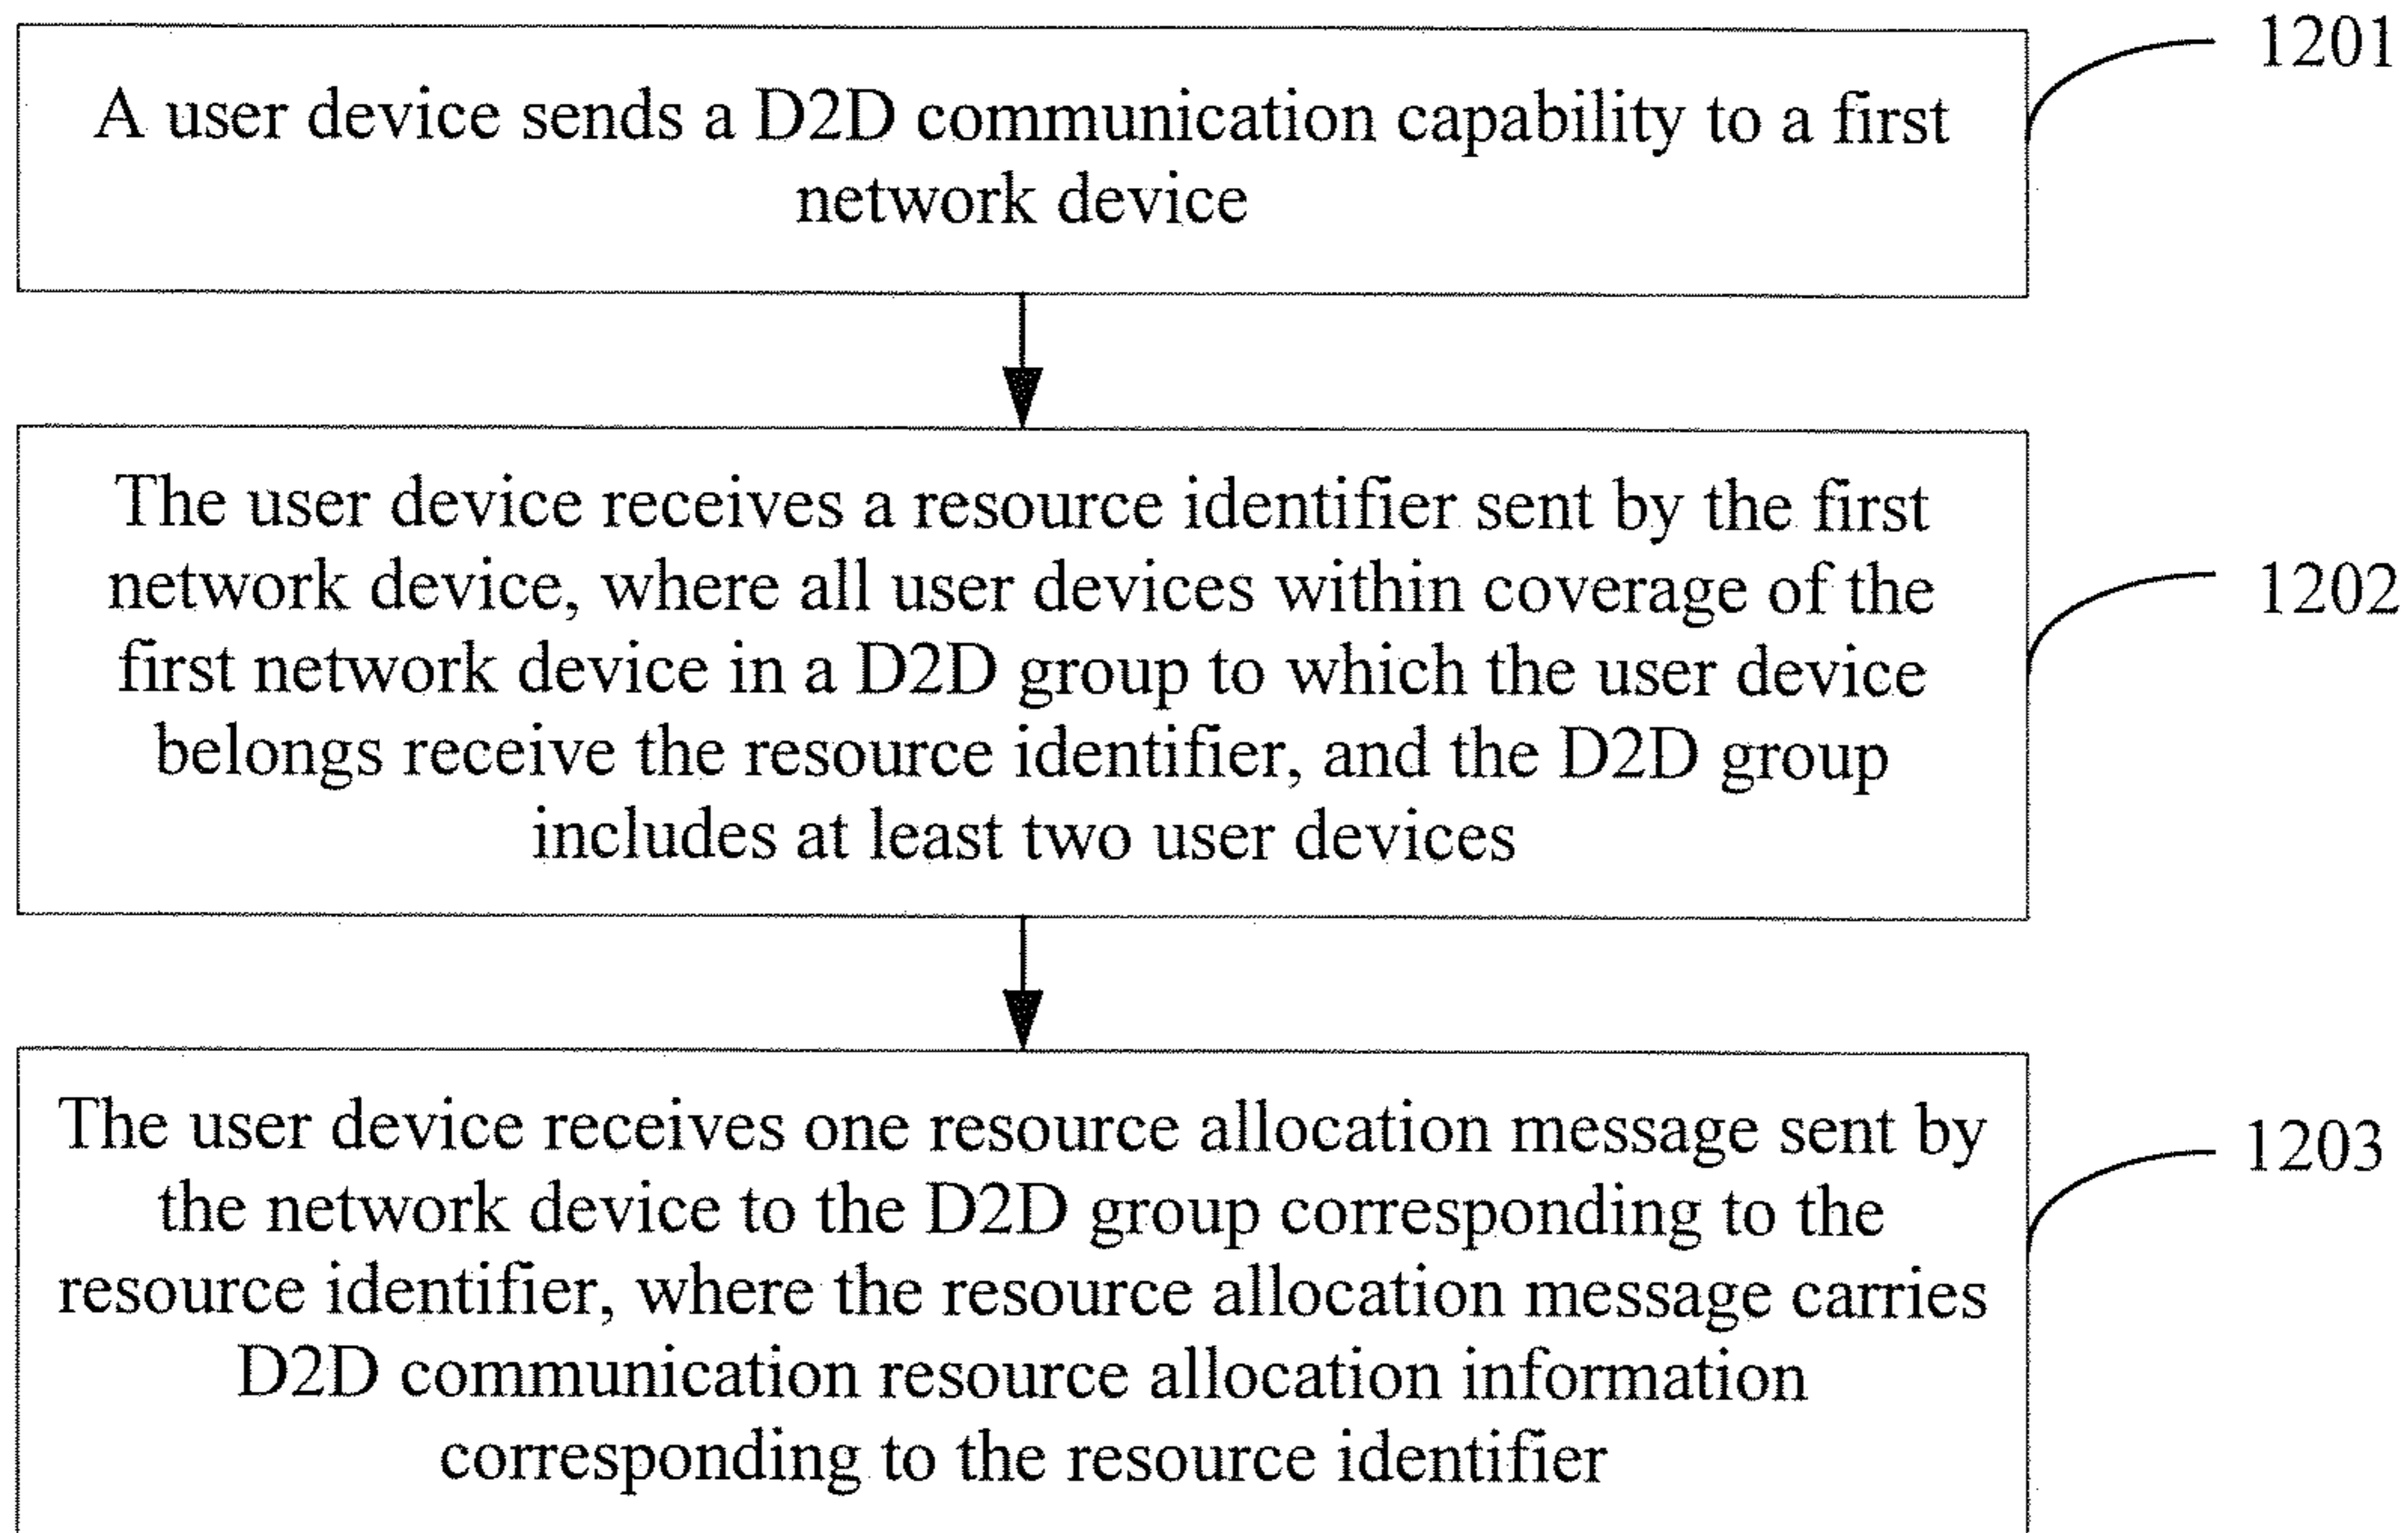 1201
A user device sends a D2D communication capability to a first
network device
The user device receives a resource identifier sent by the first
network device, where all user devices within coverage of the
first network device in a D2D group to which the user device
belongs receive the resource identifier, and the D2D group
includes at least two user devices
1202
The user device receives one resource allocation message sent by
the network device to the D2D group corresponding to the
resource identifier, where the resource allocation message carries
D2D communication resource allocation information
corresponding to the resource identifier
1203